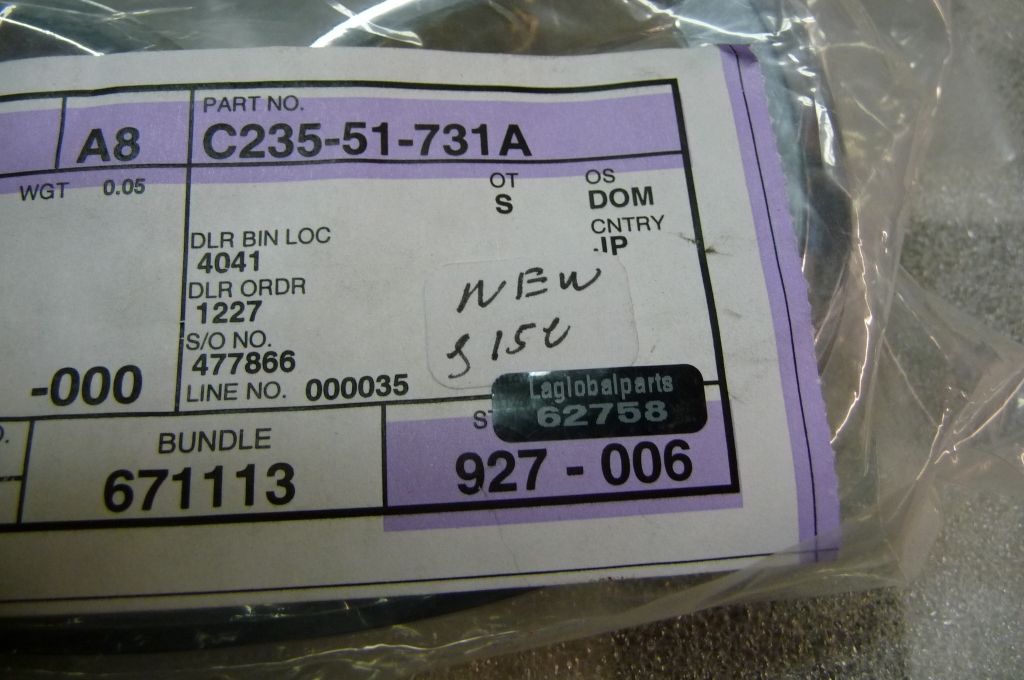 A8
PART NO.
C235-51-731A
WGT 0.05
OT
S
OS
DOM
CNTRY
JP
DLR BIN LOC
4041
DLR ORDR
1227
S/O NO.
477866
LINE NO. 000035
-000
NEW
Laglobalparts
62758
BUNDLE
671113
927 - 006